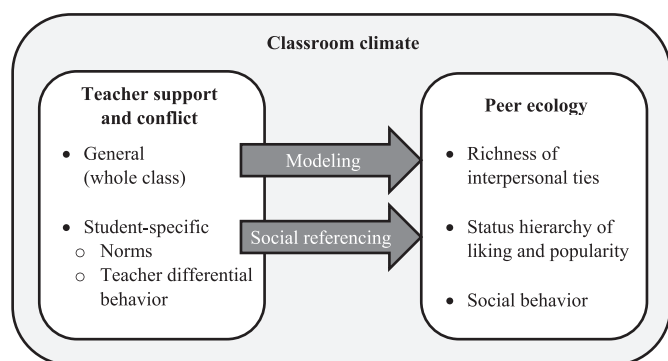 Classroom climate
Teacher support
and conflict
• General
(whole class)
• Student-specific
o Norms
o Teacher differential
behavior
Modeling
Social referencing
Peer ecology
• Richness of
interpersonal ties
• Status hierarchy of
liking and popularity
• Social behavior